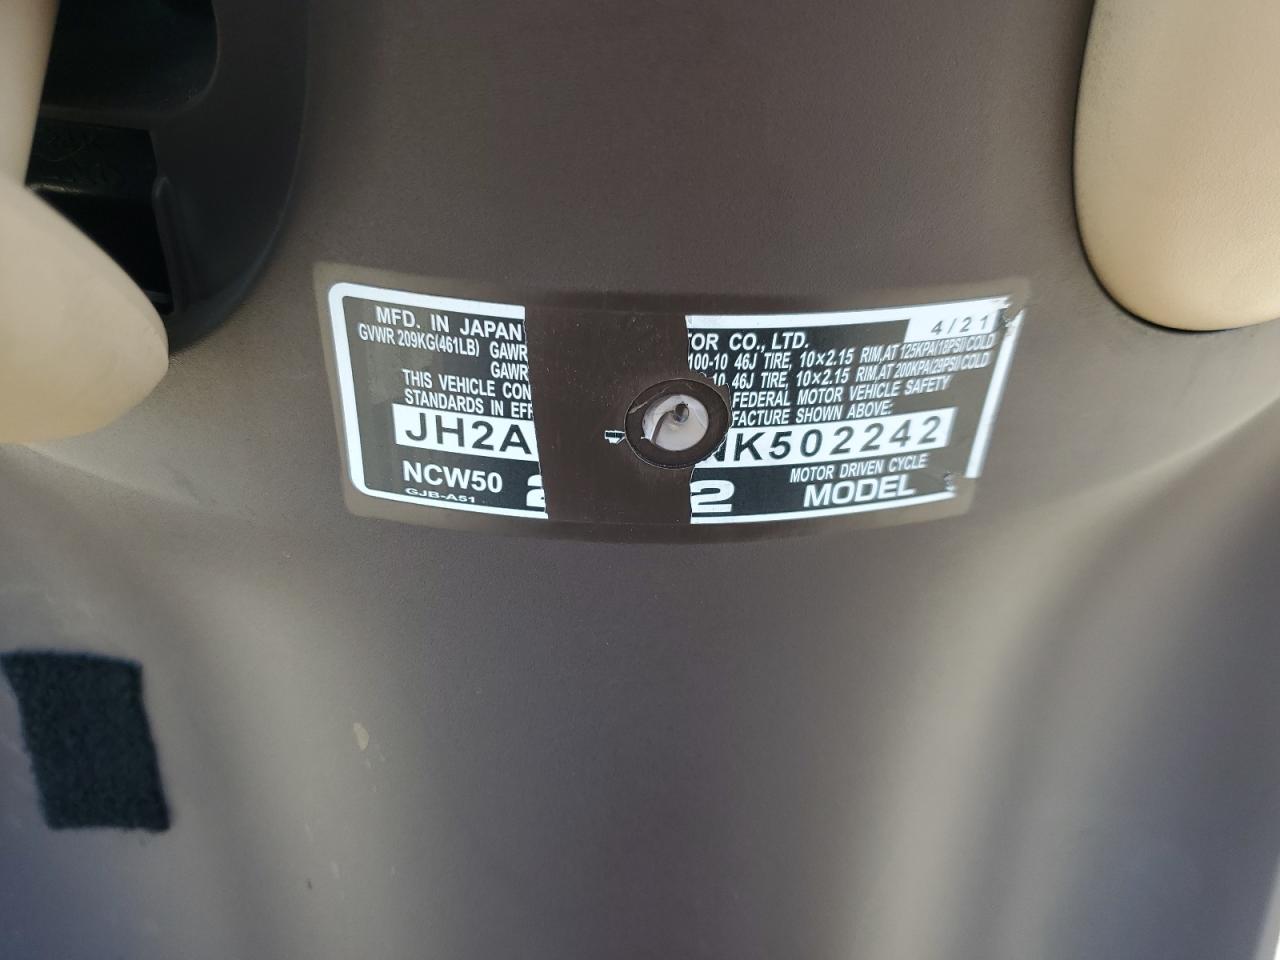 MFD. IN JAPAN TOR CO., LTD. 4/21
GVWR 209KG(461LB) GAWR 100-10 46J TIRE, 10×2.15 RIM,AT 125KPA(18PSI)COLD
GAWR 10 46J TIRE, 10×2.15 RIM,AT 200KPA(29PSI)COLD
THIS VEHICLE CON FEDERAL MOTOR VEHICLE SAFETY
STANDARDS IN EFF FACTURE SHOWN ABOVE:
JH2A NK502242
NCW50 2 2 MOTOR DRIVEN CYCLE
GJB-A51 MODEL